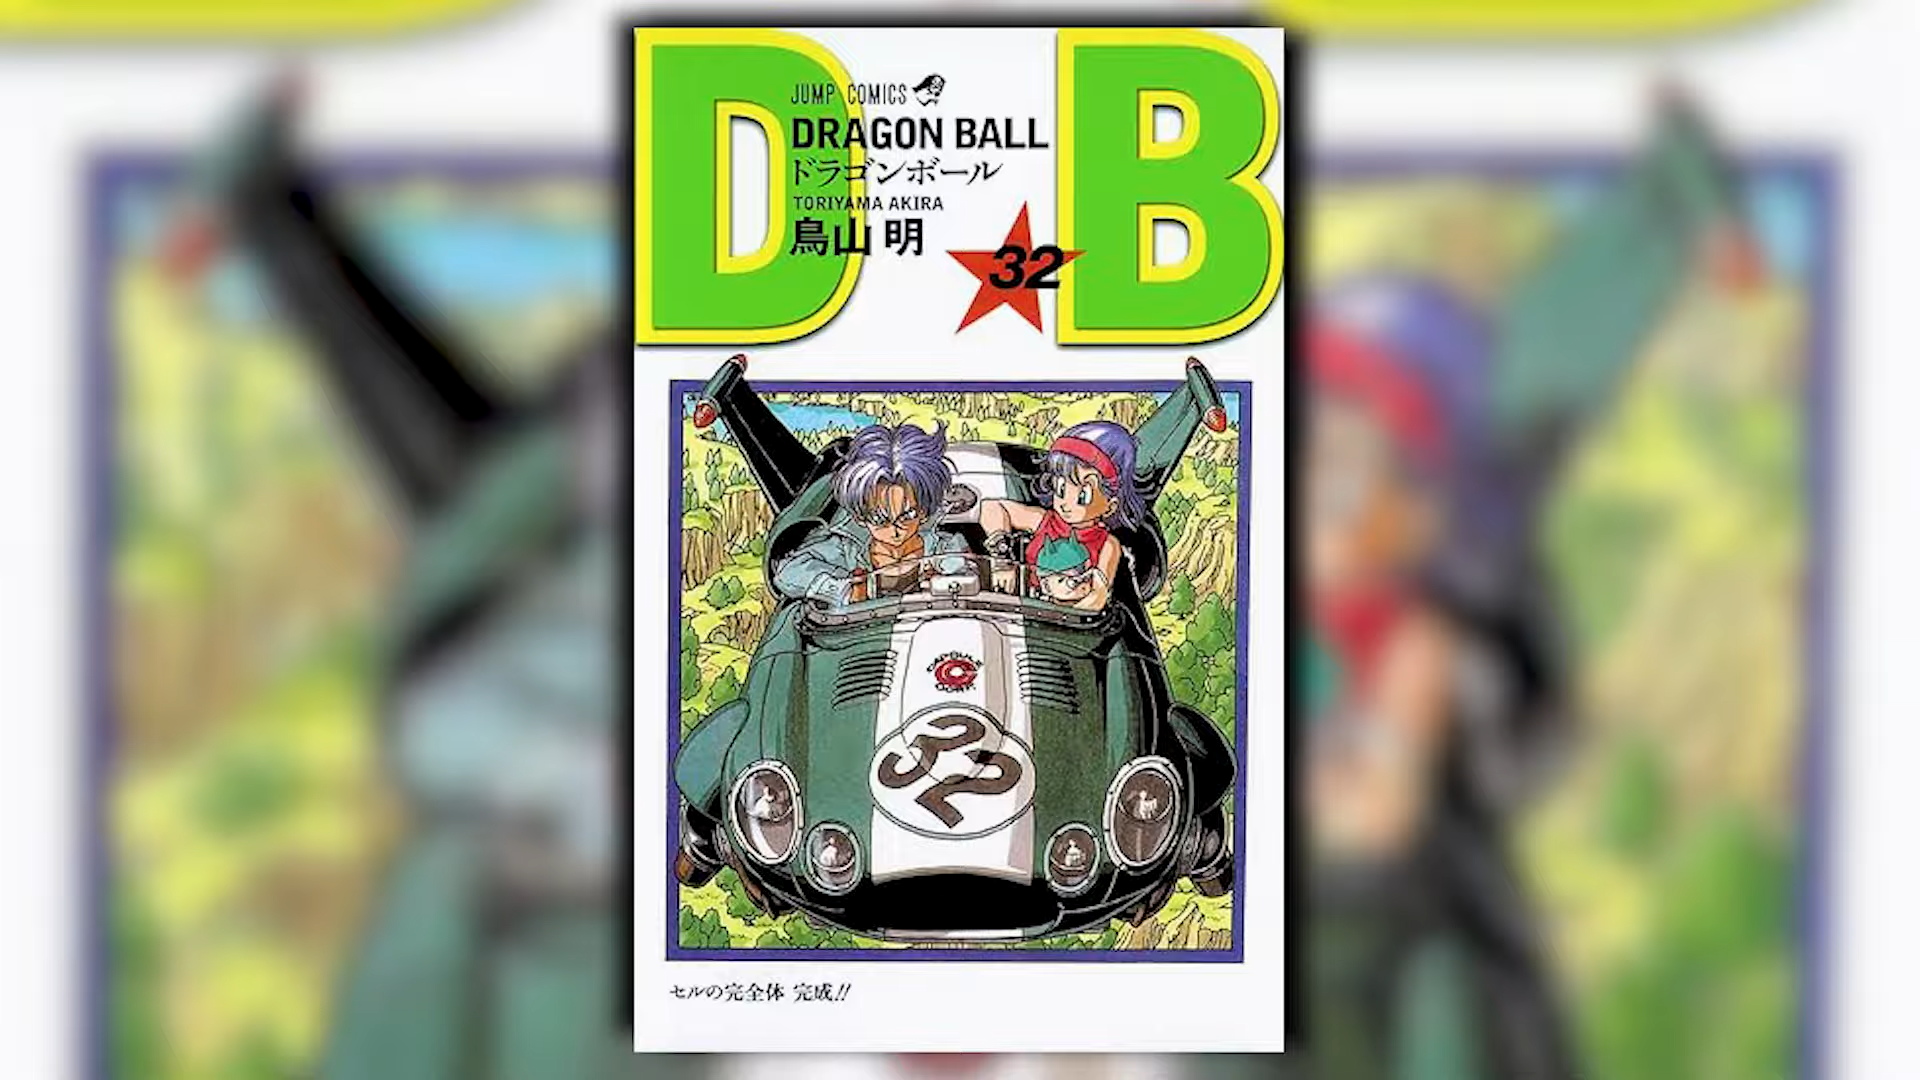 DB
JUMP COMICS
DRAGON BALL
ドラゴンボール
TORIYAMA AKIRA
鳥山 明
32
CAPSULE
C
CORP.
32
セルの完全体 完成!!